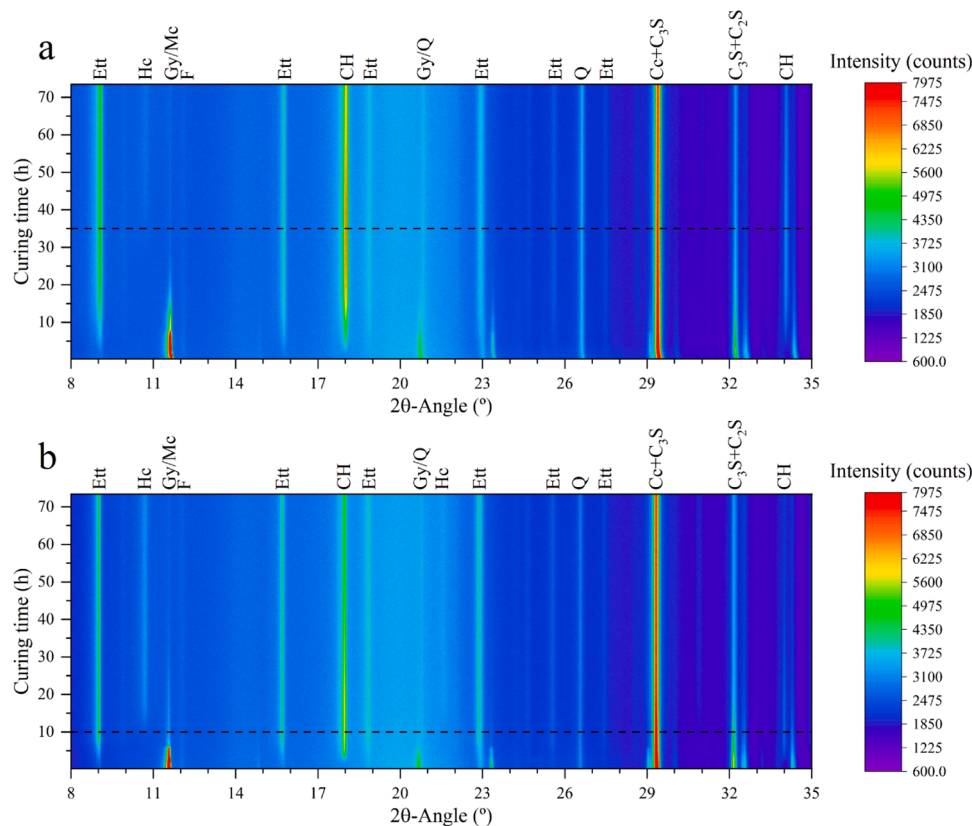 a
Ett
Hc
Gy/Mc
F
Ett
CH
Ett
Gy/Q
Ett
Ett
Q
Ett
Cc+C₃S
C₃S+C₂S
CH
Intensity (counts)
7975
7475
6850
6225
5600
4975
4350
3725
3100
2475
1850
1225
600.0
Curing time (h)
70
60
50
40
30
20
10
8 11 14 17 20 23 26 29 32 35
2θ-Angle (º)
b
Ett
Hc
Gy/Mc
F
Ett
CH
Ett
Gy/Q
Hc
Ett
Ett
Q
Ett
Cc+C₃S
C₃S+C₂S
CH
Intensity (counts)
7975
7475
6850
6225
5600
4975
4350
3725
3100
2475
1850
1225
600.0
Curing time (h)
70
60
50
40
30
20
10
8 11 14 17 20 23 26 29 32 35
2θ-Angle (º)